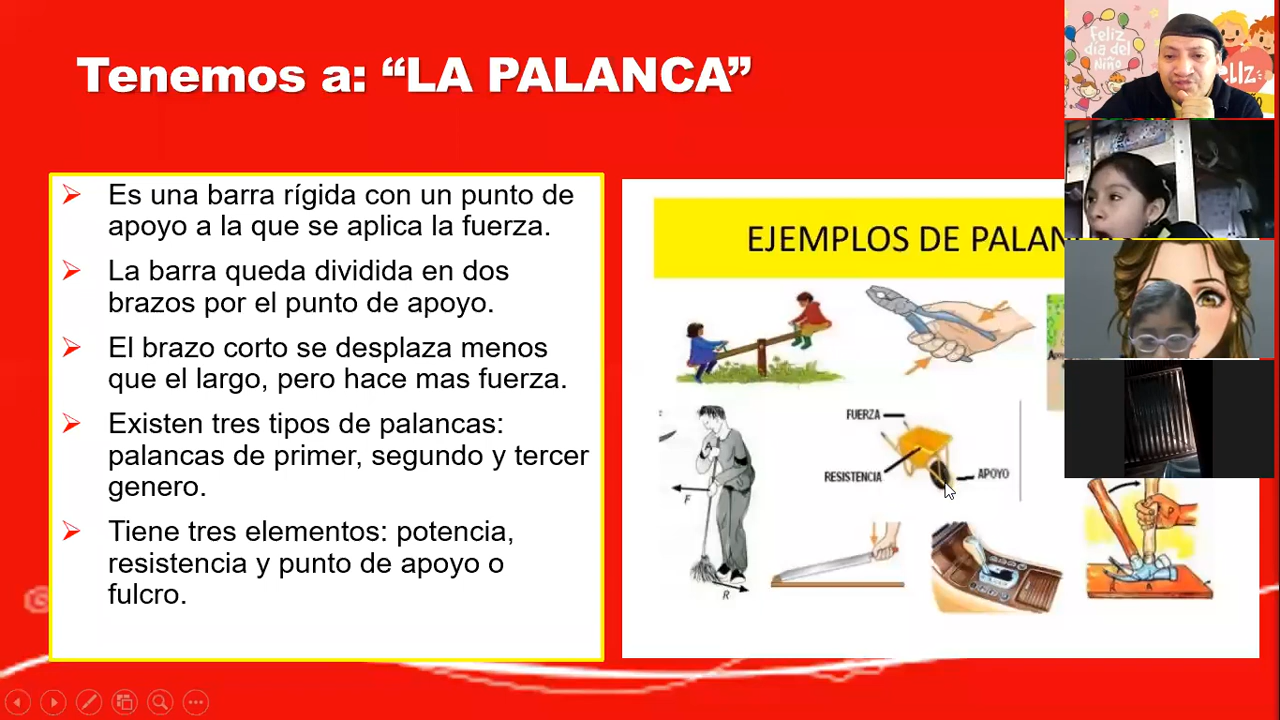 Tenemos a: “LA PALANCA”
Es una barra rígida con un punto de
apoyo a la que se aplica la fuerza.
La barra queda dividida en dos
brazos por el punto de apoyo.
El brazo corto se desplaza menos
que el largo, pero hace mas fuerza.
Existen tres tipos de palancas:
palancas de primer, segundo y tercer
genero.
Tiene tres elementos: potencia,
resistencia y punto de apoyo o
fulcro.
EJEMPLOS DE
FUERZA
RESISTENCIA
APOYO
F
R
R
A
feliz
día del
Niño